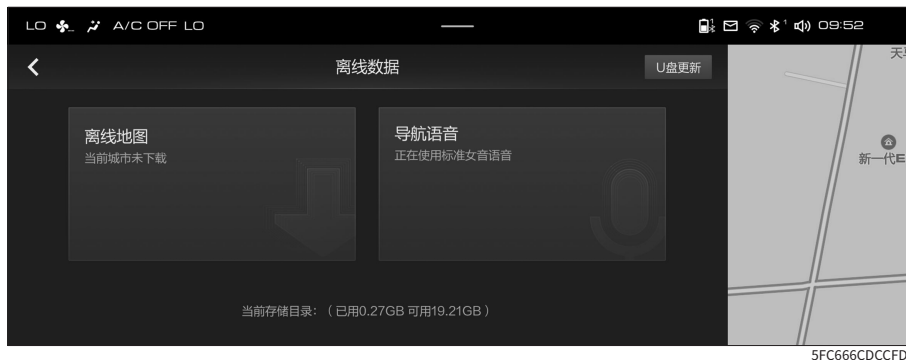 LO A/C OFF LO
1 1 09:52
离线数据
U盘更新
离线地图
当前城市未下载
导航语音
正在使用标准女音语音
当前存储目录：（已用0.27GB 可用19.21GB）
新一代E
5FC666CDCCFD